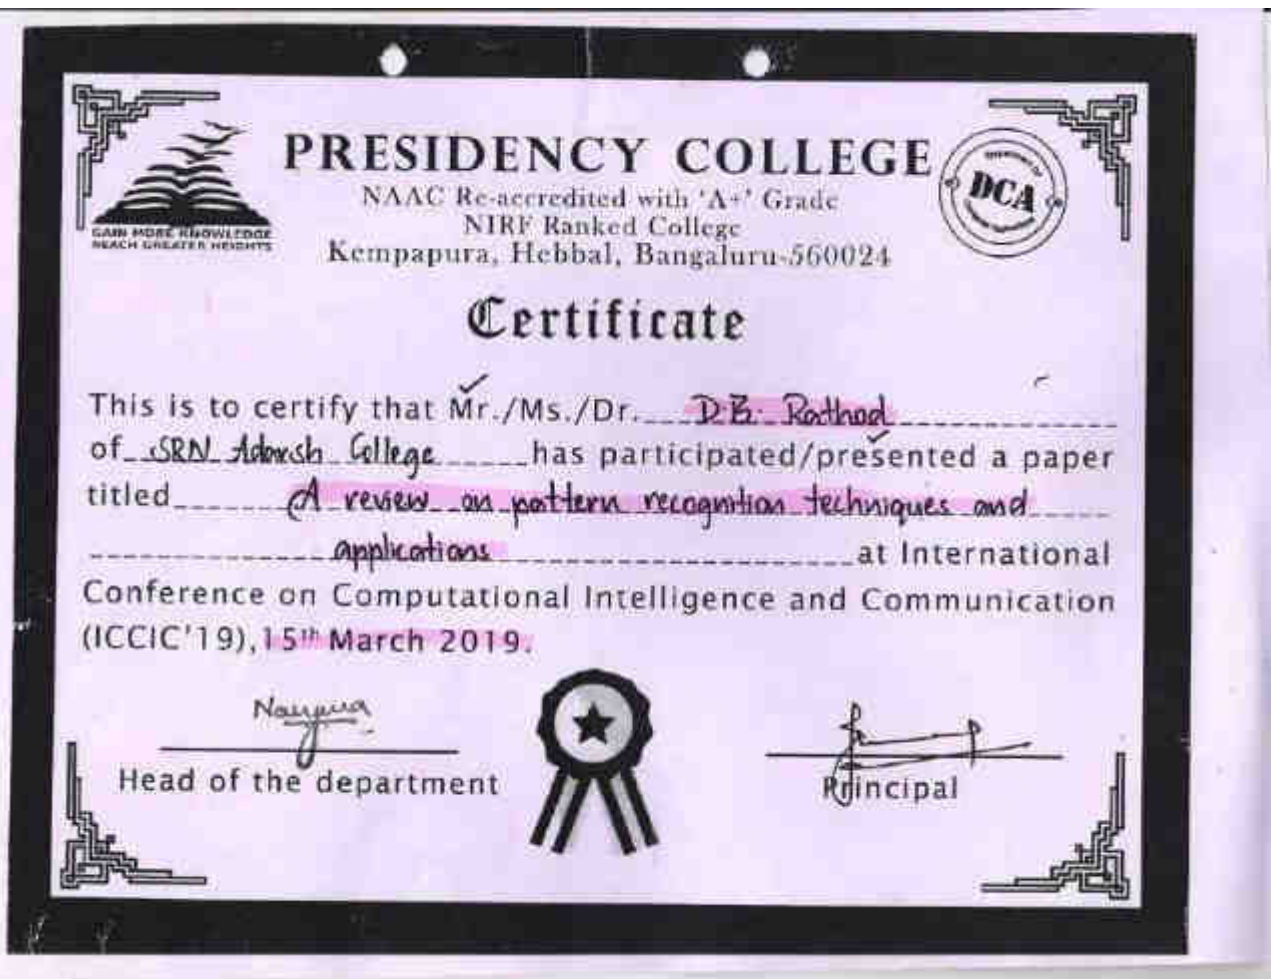 PRESIDENCY COLLEGE
NAAC Re-accredited with 'A+' Grade
NIRF Ranked College
Kempapura, Hebbal, Bangaluru-560024
GAIN MORE KNOWLEDGE
REACH GREATER HEIGHTS
DCA
Certificate
This is to certify that Mr./Ms./Dr. D.B. Rathod
of SRN Adarsh College has participated/presented a paper
titled A review on pattern recognition techniques and
applications at International
Conference on Computational Intelligence and Communication
(ICCIC'19), 15th March 2019.
Nayana
Head of the department
Principal